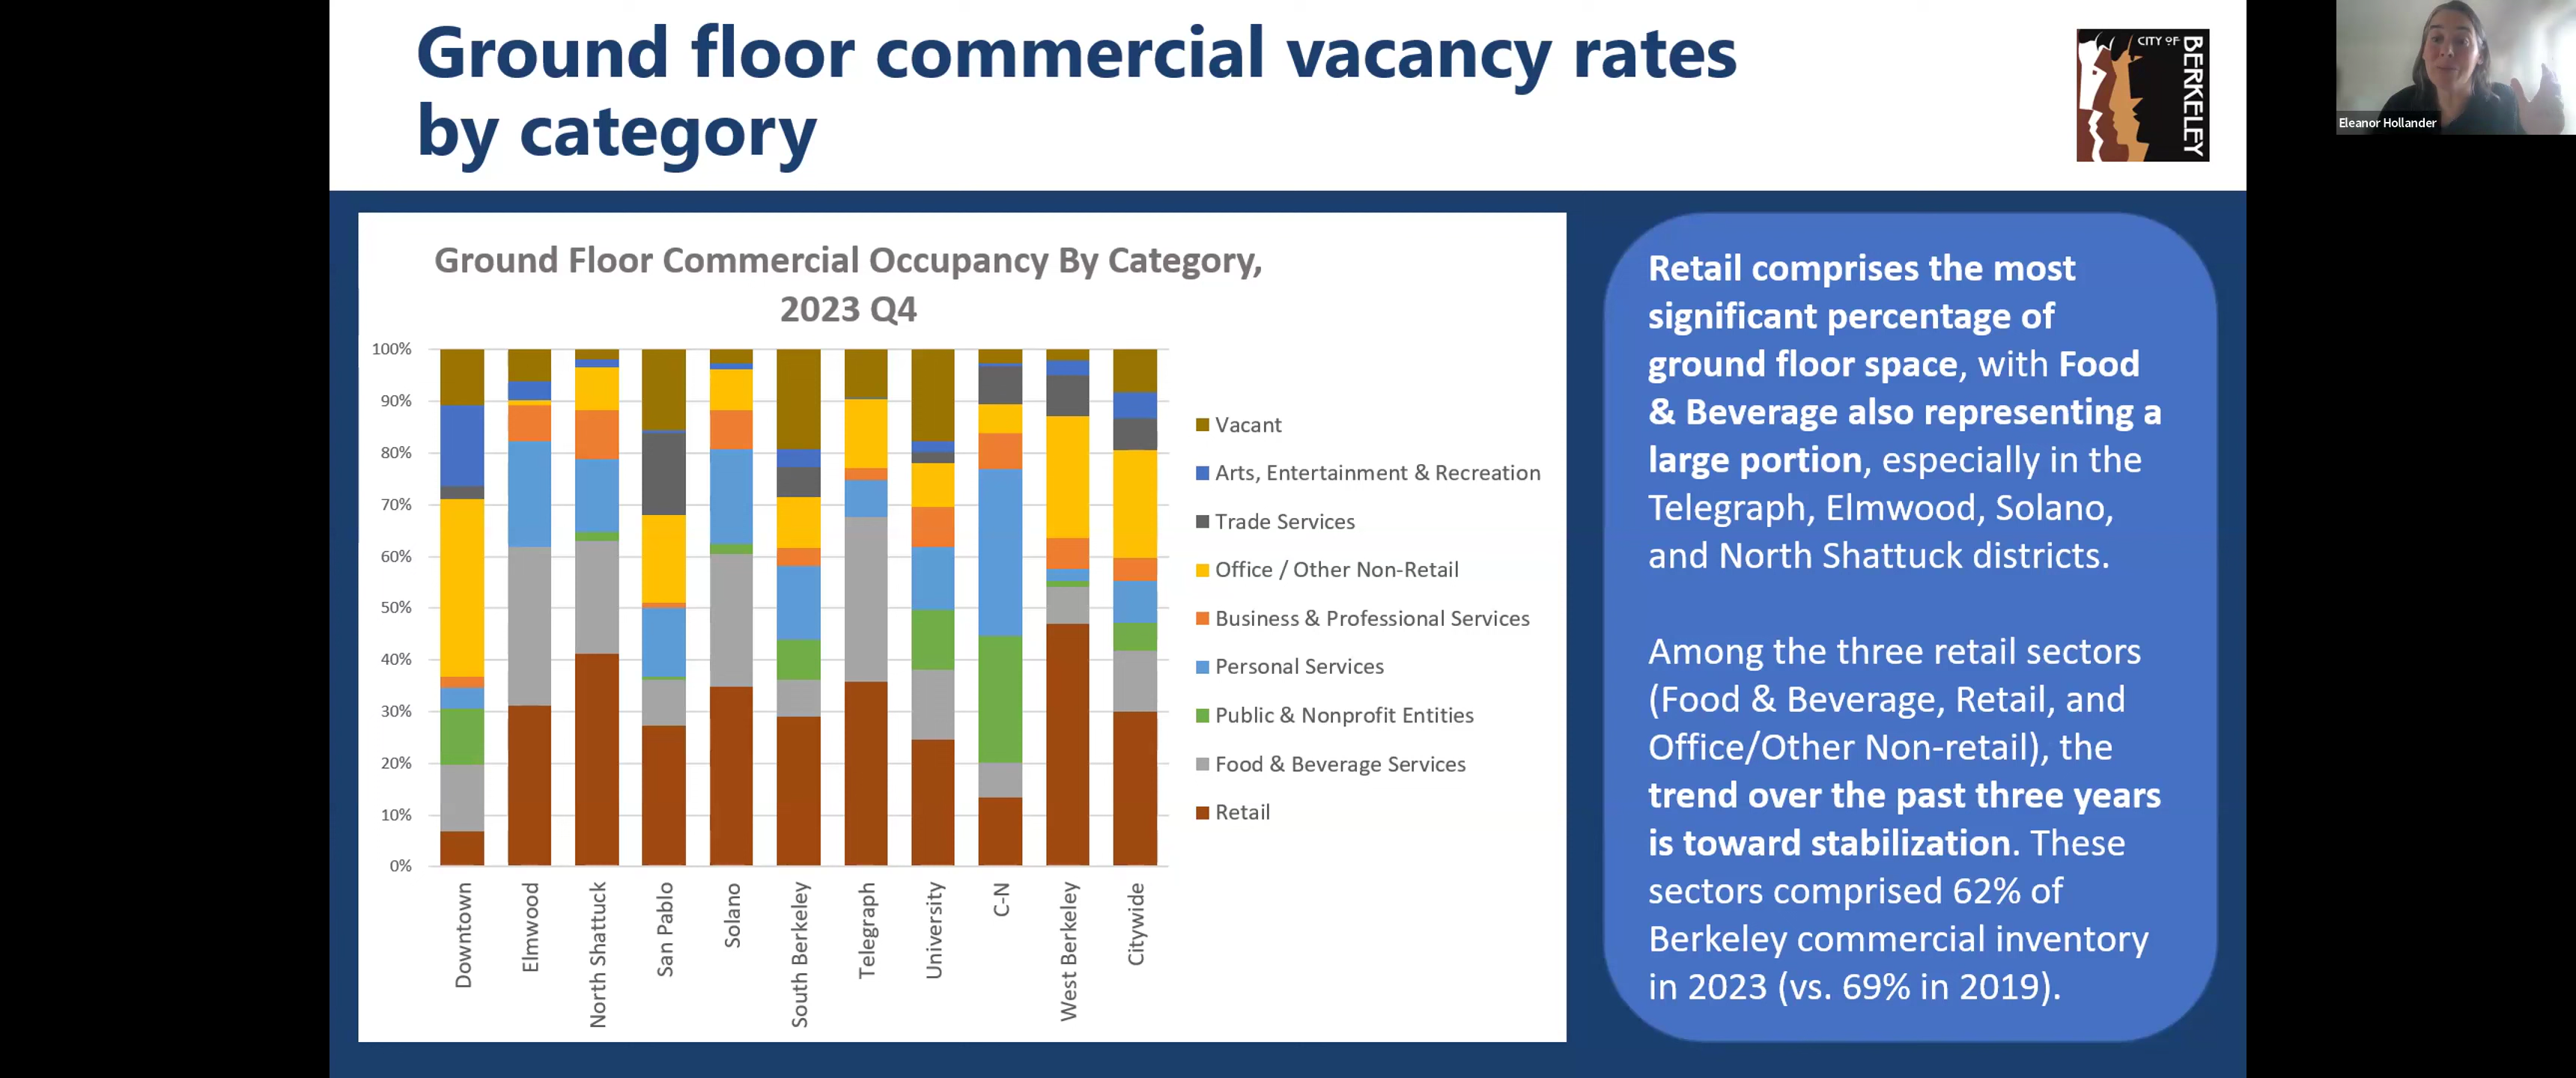 Ground floor commercial vacancy rates
by category
CITY OF
BERKELEY
Eleanor Hollander
Ground Floor Commercial Occupancy By Category,
2023 Q4
100%
90%
80%
70%
60%
50%
40%
30%
20%
10%
0%
Downtown
Elmwood
North Shattuck
San Pablo
Solano
South Berkeley
Telegraph
University
C-N
West Berkeley
Citywide
Vacant
Arts, Entertainment & Recreation
Trade Services
Office / Other Non-Retail
Business & Professional Services
Personal Services
Public & Nonprofit Entities
Food & Beverage Services
Retail
Retail comprises the most
significant percentage of
ground floor space, with Food
& Beverage also representing a
large portion, especially in the
Telegraph, Elmwood, Solano,
and North Shattuck districts.
Among the three retail sectors
(Food & Beverage, Retail, and
Office/Other Non-retail), the
trend over the past three years
is toward stabilization. These
sectors comprised 62% of
Berkeley commercial inventory
in 2023 (vs. 69% in 2019).